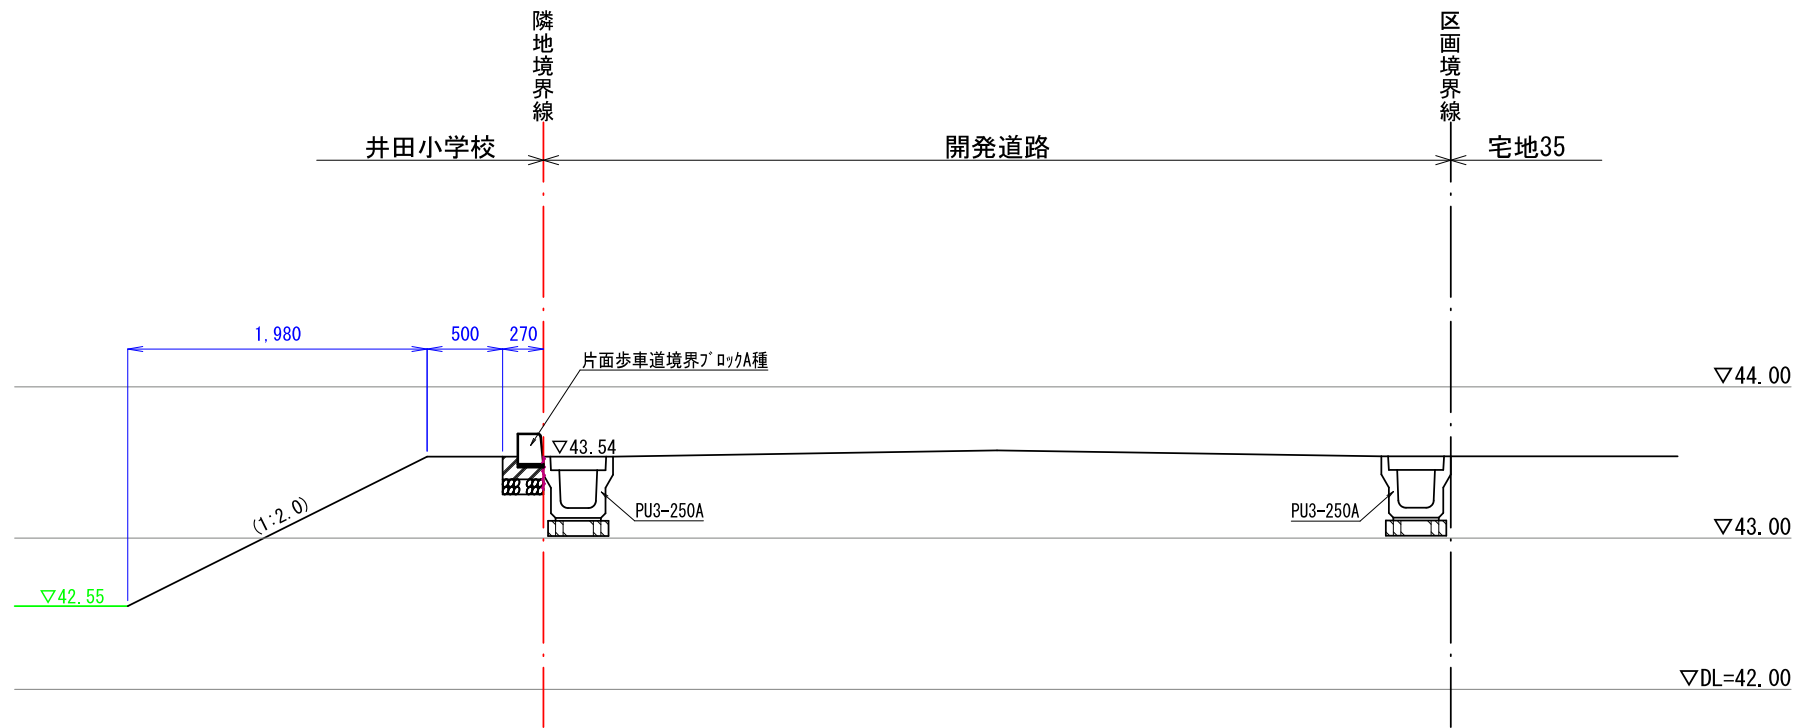 隣地境界線
区画境界線
井田小学校
開発道路
宅地35
1,980
500
270
片面歩車道境界ブロックA種
▽44.00
▽43.54
(1:2.0)
PU3-250A
PU3-250A
▽43.00
▽42.55
▽DL=42.00